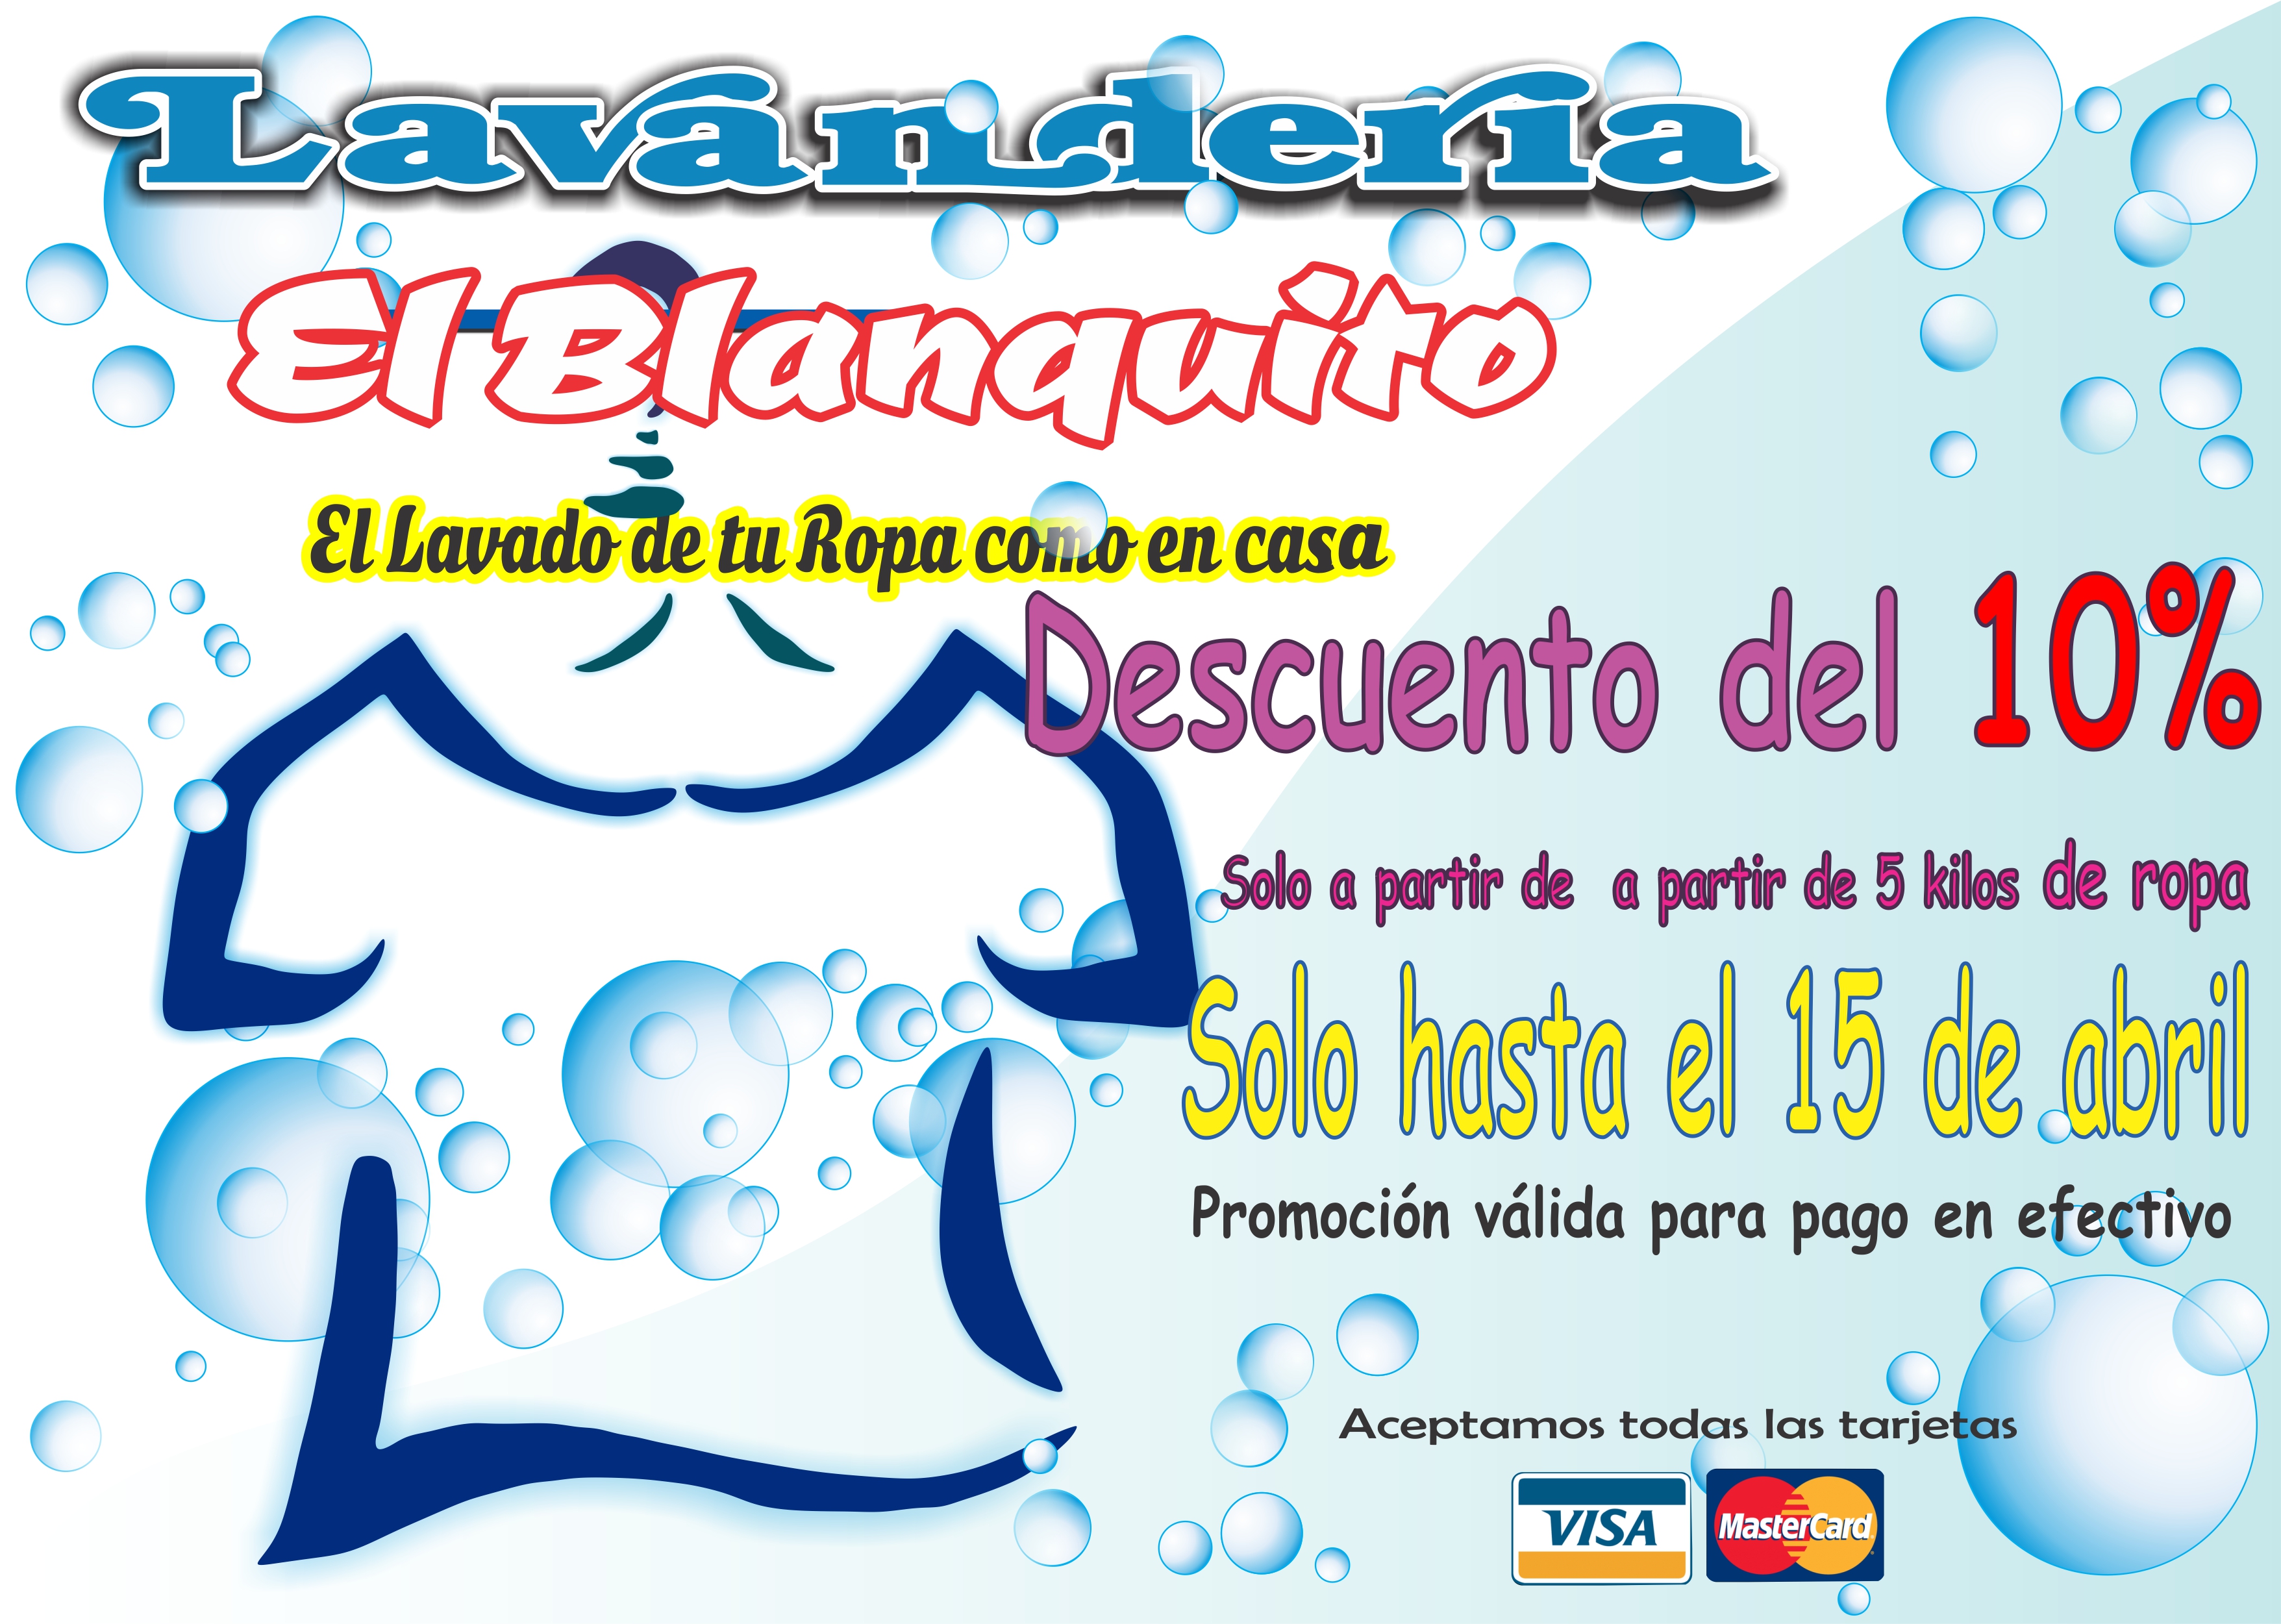 Lavandería
El Blanquito
El Lavado de tu Ropa como en casa
Descuento del 10%
Solo a partir de a partir de 5 kilos de ropa
Solo hasta el 15 de abril
Promoción válida para pago en efectivo
Aceptamos todas las tarjetas
VISA MasterCard